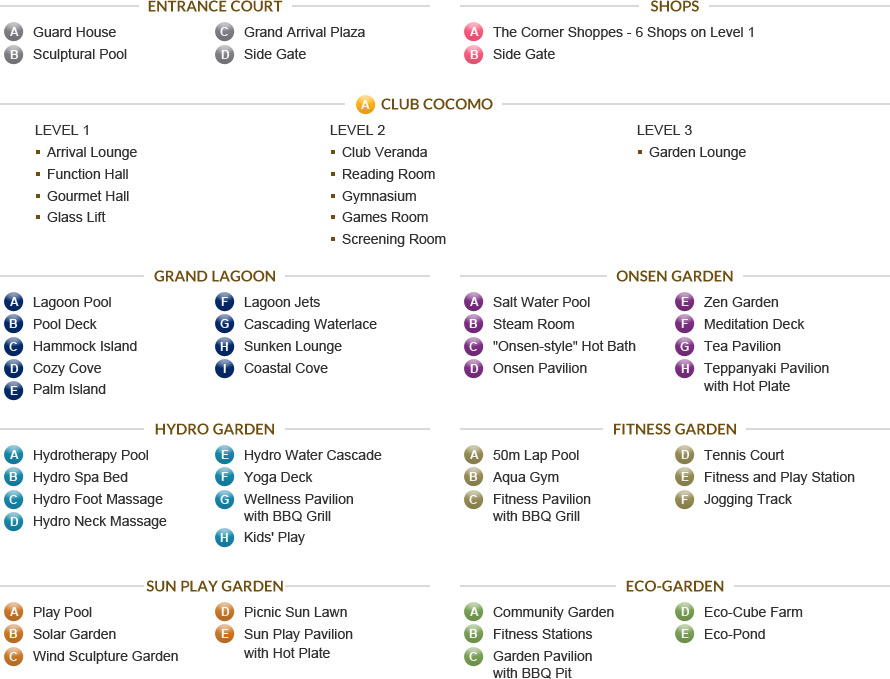 ENTRANCE COURT
A Guard House
B Sculptural Pool
C Grand Arrival Plaza
D Side Gate
SHOPS
A The Corner Shoppes - 6 Shops on Level 1
B Side Gate
A CLUB COCOMO
LEVEL 1
▪ Arrival Lounge
▪ Function Hall
▪ Gourmet Hall
▪ Glass Lift
LEVEL 2
▪ Club Veranda
▪ Reading Room
▪ Gymnasium
▪ Games Room
▪ Screening Room
LEVEL 3
▪ Garden Lounge
GRAND LAGOON
A Lagoon Pool
B Pool Deck
C Hammock Island
D Cozy Cove
E Palm Island
F Lagoon Jets
G Cascading Waterlace
H Sunken Lounge
I Coastal Cove
ONSEN GARDEN
A Salt Water Pool
B Steam Room
C "Onsen-style" Hot Bath
D Onsen Pavilion
E Zen Garden
F Meditation Deck
G Tea Pavilion
H Teppanyaki Pavilion
with Hot Plate
HYDRO GARDEN
A Hydrotherapy Pool
B Hydro Spa Bed
C Hydro Foot Massage
D Hydro Neck Massage
E Hydro Water Cascade
F Yoga Deck
G Wellness Pavilion
with BBQ Grill
H Kids' Play
FITNESS GARDEN
A 50m Lap Pool
B Aqua Gym
C Fitness Pavilion
with BBQ Grill
D Tennis Court
E Fitness and Play Station
F Jogging Track
SUN PLAY GARDEN
A Play Pool
B Solar Garden
C Wind Sculpture Garden
D Picnic Sun Lawn
E Sun Play Pavilion
with Hot Plate
ECO-GARDEN
A Community Garden
B Fitness Stations
C Garden Pavilion
with BBQ Pit
D Eco-Cube Farm
E Eco-Pond